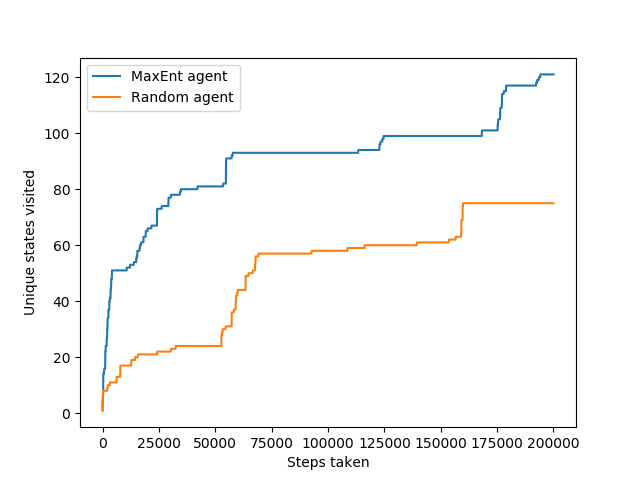 MaxEnt agent
Random agent
Unique states visited
120
100
80
60
40
20
0
0 25000 50000 75000 100000 125000 150000 175000 200000
Steps taken